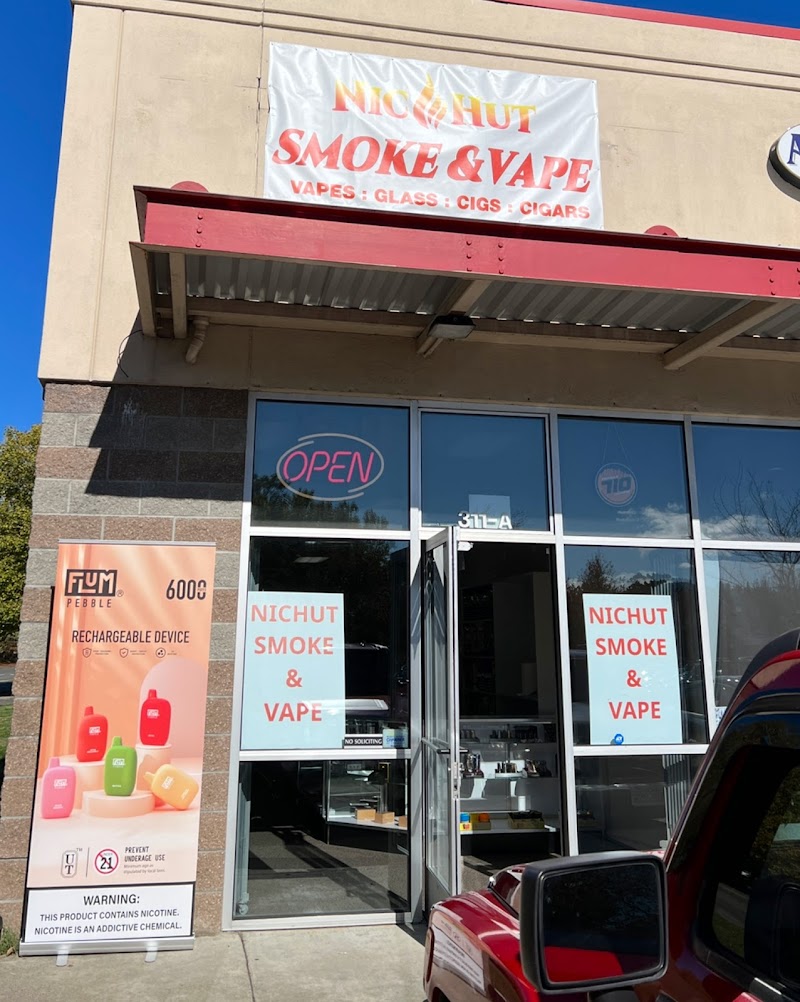 NIC HUT
SMOKE & VAPE
VAPES : GLASS : CIGS : CIGARS
OPEN
311-A
710
NICHUT
SMOKE
&
VAPE
NO SOLICITING
NICHUT
SMOKE
&
VAPE
FLUM®
PEBBLE
6000
RECHARGEABLE DEVICE
FLUM
UT™
21
PREVENT
UNDERAGE USE
WARNING:
THIS PRODUCT CONTAINS NICOTINE.
NICOTINE IS AN ADDICTIVE CHEMICAL.